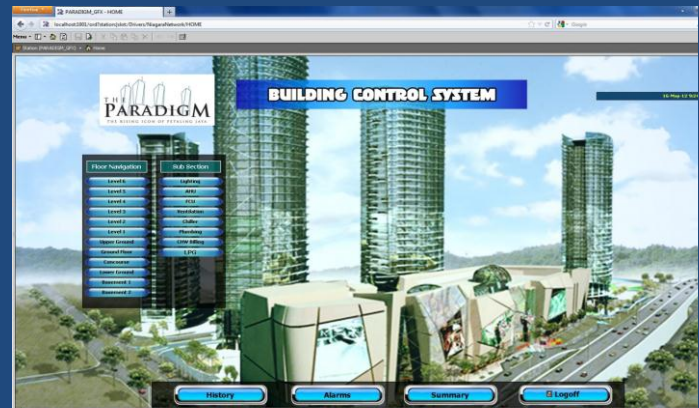 PARADIGM_GFX - HOME
localhost:1081/ord?station:|slot:/Drivers/NiagaraNetwork/HOME
Google
Menu
Station (PARADIGM_GFX)
Home
THE
PARADIGM
THE RISING ICON OF PETALING JAYA
BUILDING CONTROL SYSTEM
Floor Navigation
Level 6
Level 5
Level 4
Level 3
Level 2
Level 1
Upper Ground
Ground Floor
Concourse
Lower Ground
Basement 1
Basement 2
Sub Section
Lighting
AHU
FCU
Ventilation
Chiller
Plumbing
CHW Billing
LPG
History
Alarms
Summary
Logoff